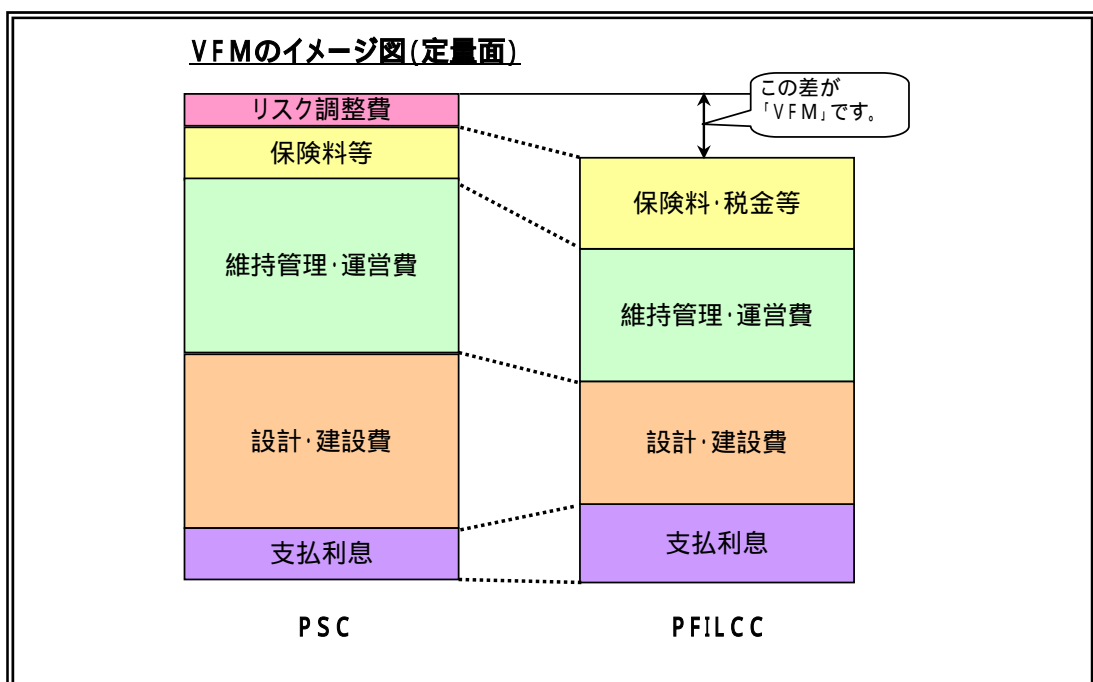 VFMのイメージ図(定量面)
この差が
「VFM」です。
リスク調整費
保険料等
維持管理・運営費
設計・建設費
支払利息
保険料・税金等
維持管理・運営費
設計・建設費
支払利息
PSC
PFILCC